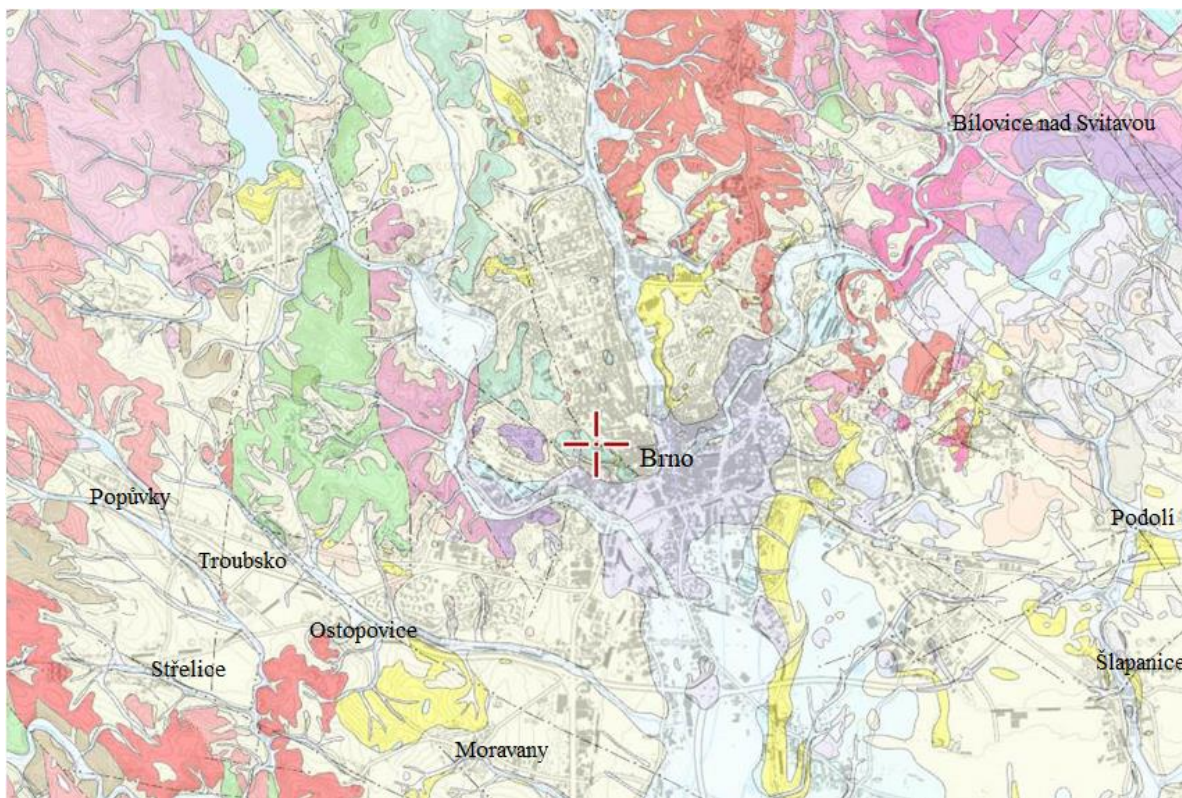 Bílovice nad Svitavou
Brno
Popůvky
Podolí
Troubsko
Ostopovice
Střelice
Šlapanice
Moravany